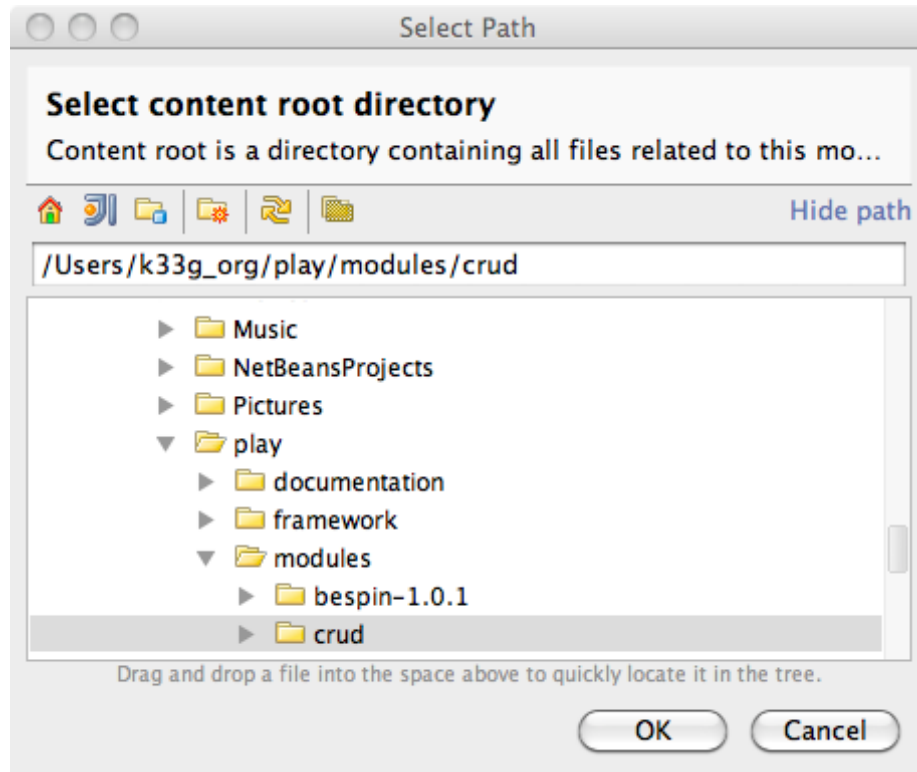 Select Path
Select content root directory
Content root is a directory containing all files related to this mo...
Hide path
/Users/k33g_org/play/modules/crud
Music
NetBeansProjects
Pictures
play
documentation
framework
modules
bespin-1.0.1
crud
Drag and drop a file into the space above to quickly locate it in the tree.
OK Cancel